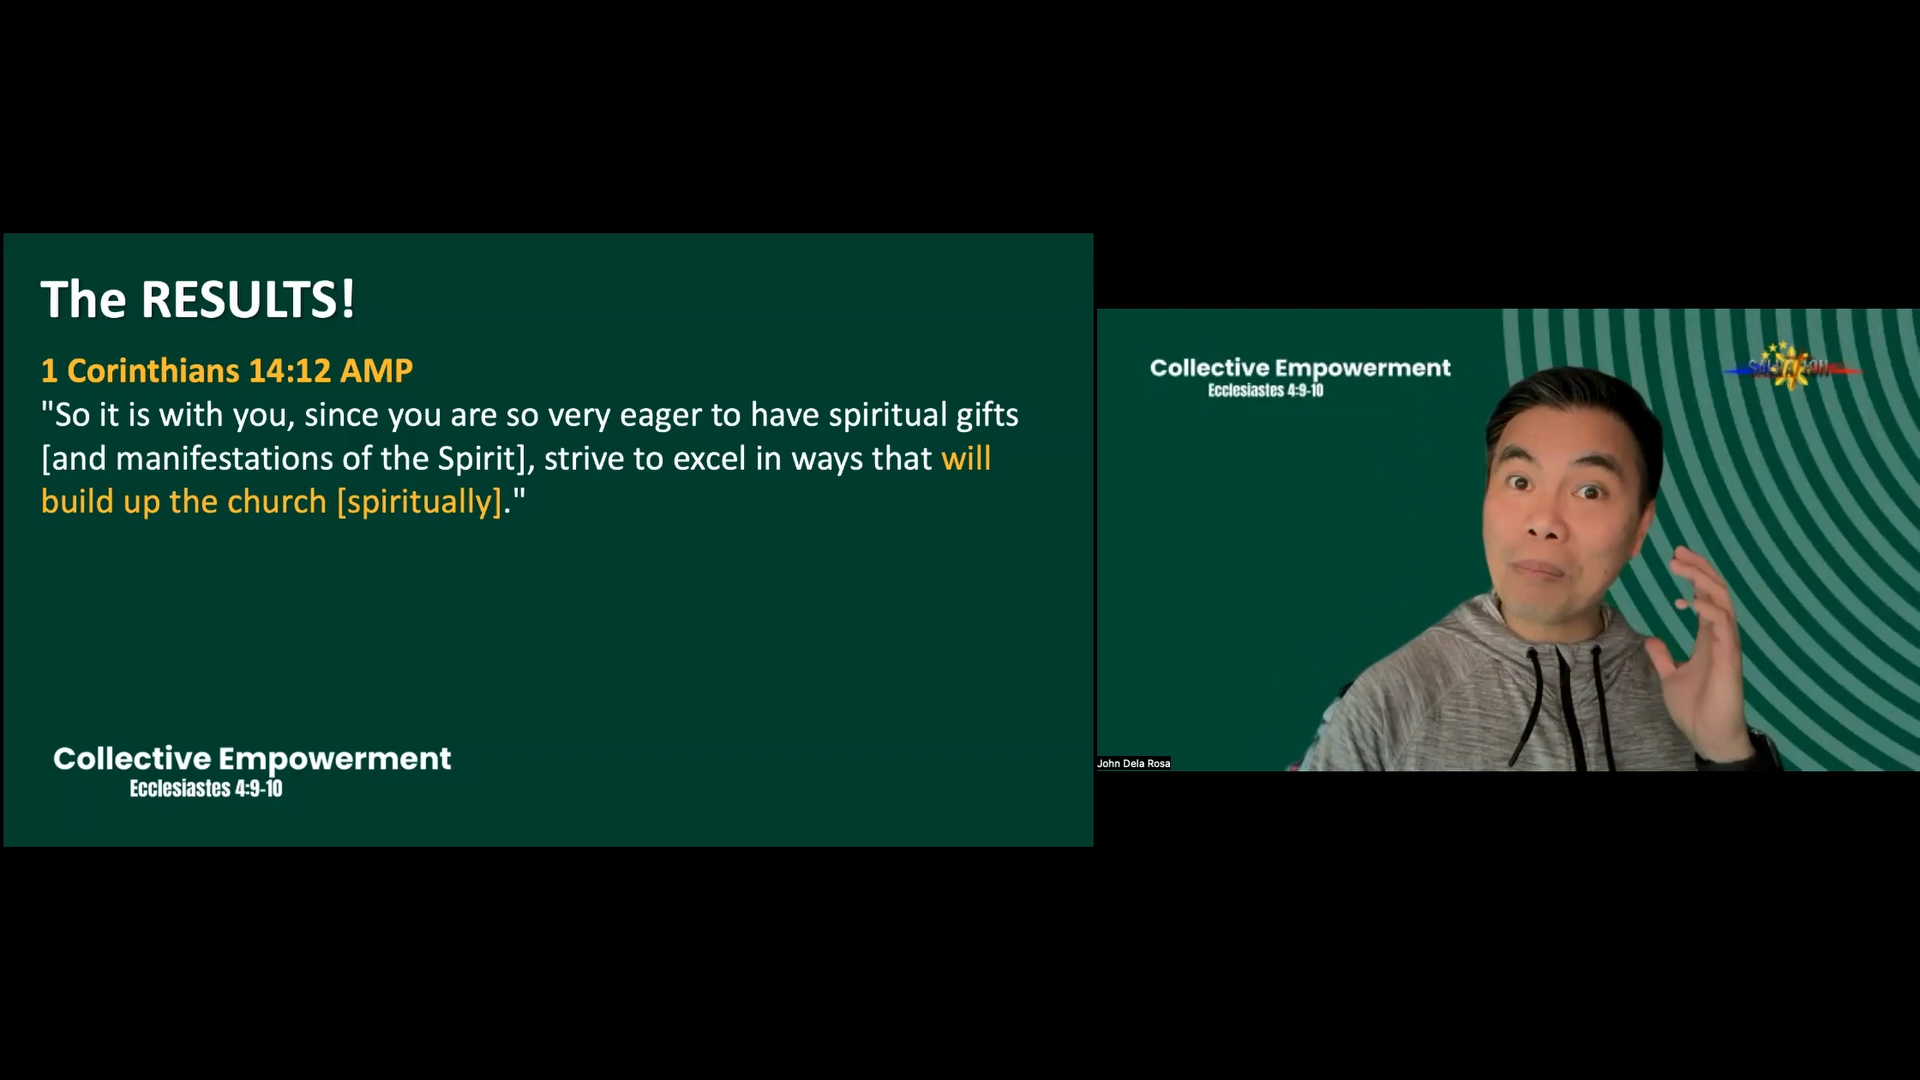 The RESULTS!
1 Corinthians 14:12 AMP
"So it is with you, since you are so very eager to have spiritual gifts
[and manifestations of the Spirit], strive to excel in ways that will
build up the church [spiritually]."
Collective Empowerment
Ecclesiastes 4:9-10
Collective Empowerment
Ecclesiastes 4:9-10
John Dela Rosa